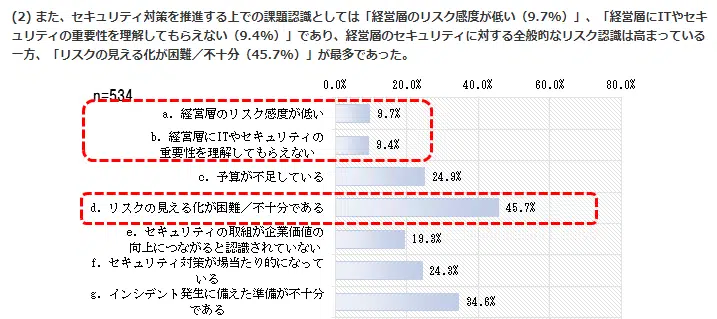 (2) また、セキュリティ対策を推進する上での課題認識としては「経営層のリスク感度が低い（9.7%）」、「経営層にITやセキ
ュリティの重要性を理解してもらえない（9.4%）」であり、経営層のセキュリティに対する全般的なリスク認識は高まっている
一方、「リスクの見える化が困難／不十分（45.7%）」が最多であった。
0.0% 20.0% 40.0% 60.0% 80.0%
n=534
a. 経営層のリスク感度が低い 9.7%
b. 経営層にITやセキュリティの
重要性を理解してもらえない 9.4%
c. 予算が不足している 24.9%
d. リスクの見える化が困難／不十分である 45.7%
e. セキュリティの取組が企業価値の
向上につながると認識されていない 19.3%
f. セキュリティ対策が場当たり的になって
いる 24.3%
g. インシデント発生に備えた準備が不十分
である 34.6%